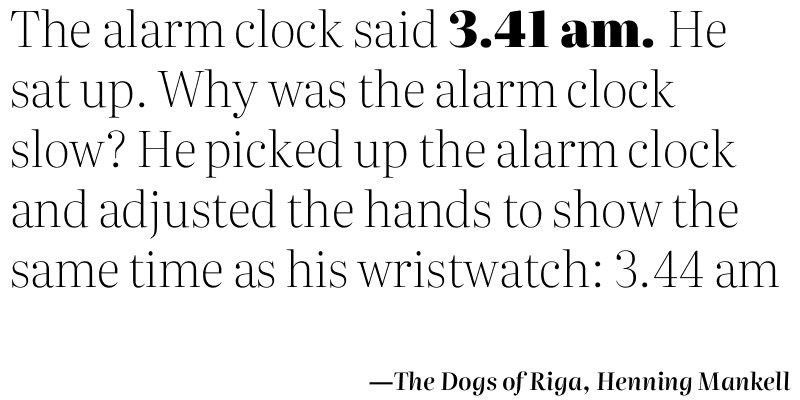 The alarm clock said 3.41 am. He
sat up. Why was the alarm clock
slow? He picked up the alarm clock
and adjusted the hands to show the
same time as his wristwatch: 3.44 am
—The Dogs of Riga, Henning Mankell